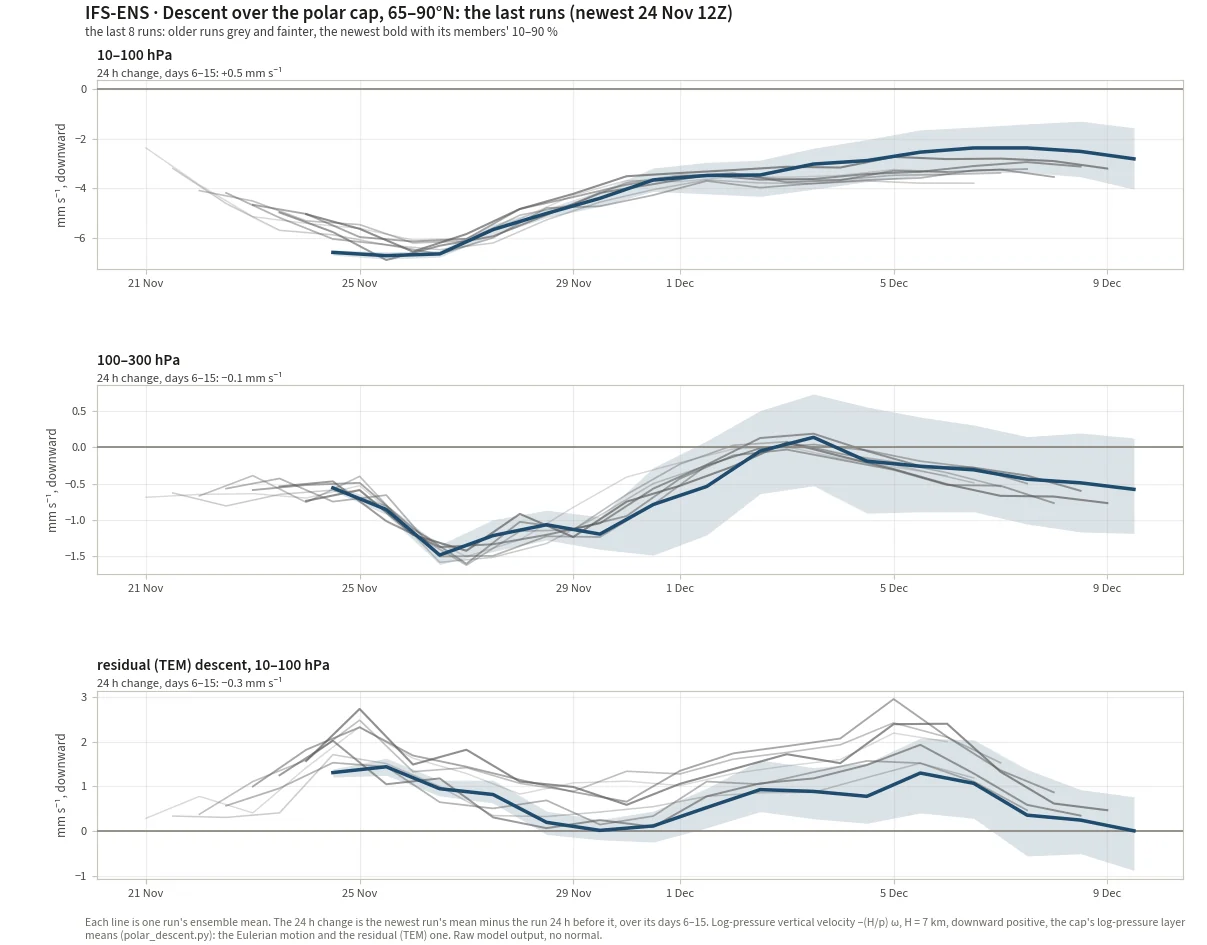 IFS-ENS · Descent over the polar cap, 65–90°N: the last runs (newest 24 Nov 12Z)
the last 8 runs: older runs grey and fainter, the newest bold with its members' 10–90 %
10–100 hPa
24 h change, days 6–15: +0.5 mm s⁻¹
mm s⁻¹, downward
0
−2
−4
−6
21 Nov 25 Nov 29 Nov 1 Dec 5 Dec 9 Dec
100–300 hPa
24 h change, days 6–15: −0.1 mm s⁻¹
mm s⁻¹, downward
0.5
0.0
−0.5
−1.0
−1.5
21 Nov 25 Nov 29 Nov 1 Dec 5 Dec 9 Dec
residual (TEM) descent, 10–100 hPa
24 h change, days 6–15: −0.3 mm s⁻¹
mm s⁻¹, downward
3
2
1
0
−1
21 Nov 25 Nov 29 Nov 1 Dec 5 Dec 9 Dec
Each line is one run's ensemble mean. The 24 h change is the newest run's mean minus the run 24 h before it, over its days 6–15. Log-pressure vertical velocity −(H/p) ω, H = 7 km, downward positive, the cap's log-pressure layer
means (polar_descent.py): the Eulerian motion and the residual (TEM) one. Raw model output, no normal.